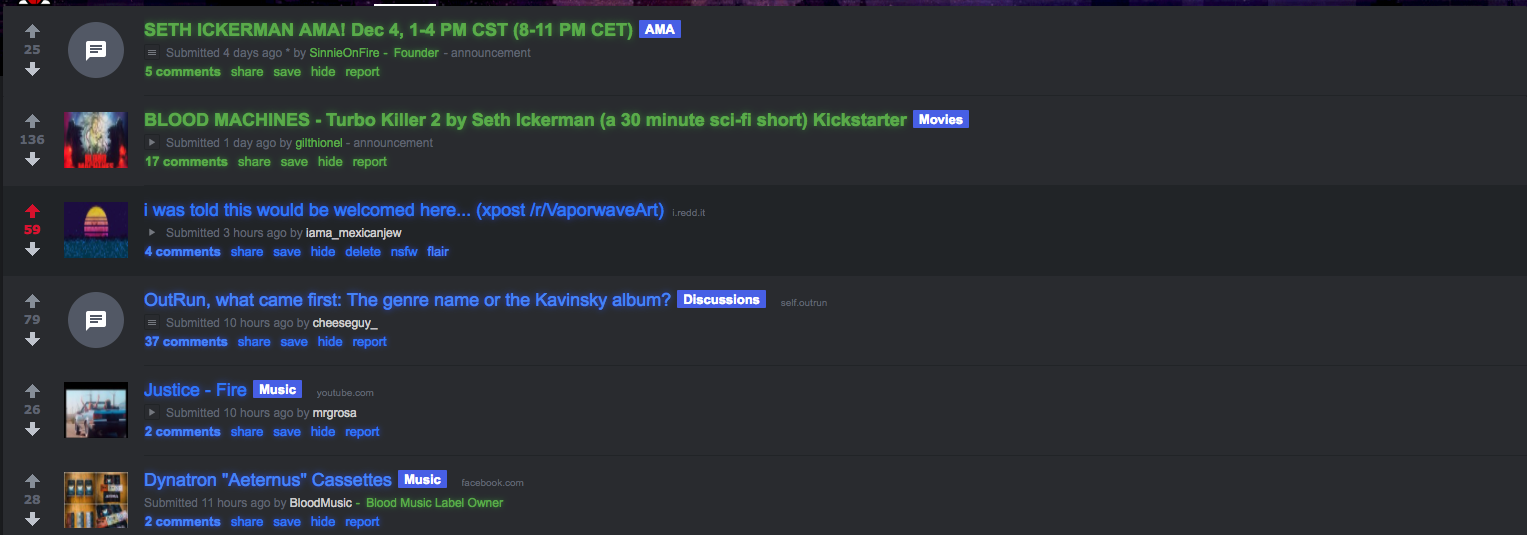 25
SETH ICKERMAN AMA! Dec 4, 1-4 PM CST (8-11 PM CET) AMA
Submitted 4 days ago * by SinnieOnFire - Founder - announcement
5 comments share save hide report
136
BLOOD MACHINES - Turbo Killer 2 by Seth Ickerman (a 30 minute sci-fi short) Kickstarter Movies
Submitted 1 day ago by gilthionel - announcement
17 comments share save hide report
59
i was told this would be welcomed here... (xpost /r/VaporwaveArt) i.redd.it
Submitted 3 hours ago by iama_mexicanjew
4 comments share save hide delete nsfw flair
79
OutRun, what came first: The genre name or the Kavinsky album? Discussions self.outrun
Submitted 10 hours ago by cheeseguy_
37 comments share save hide report
26
Justice - Fire Music youtube.com
Submitted 10 hours ago by mrgrosa
2 comments share save hide report
28
Dynatron "Aeternus" Cassettes Music facebook.com
Submitted 11 hours ago by BloodMusic - Blood Music Label Owner
2 comments share save hide report